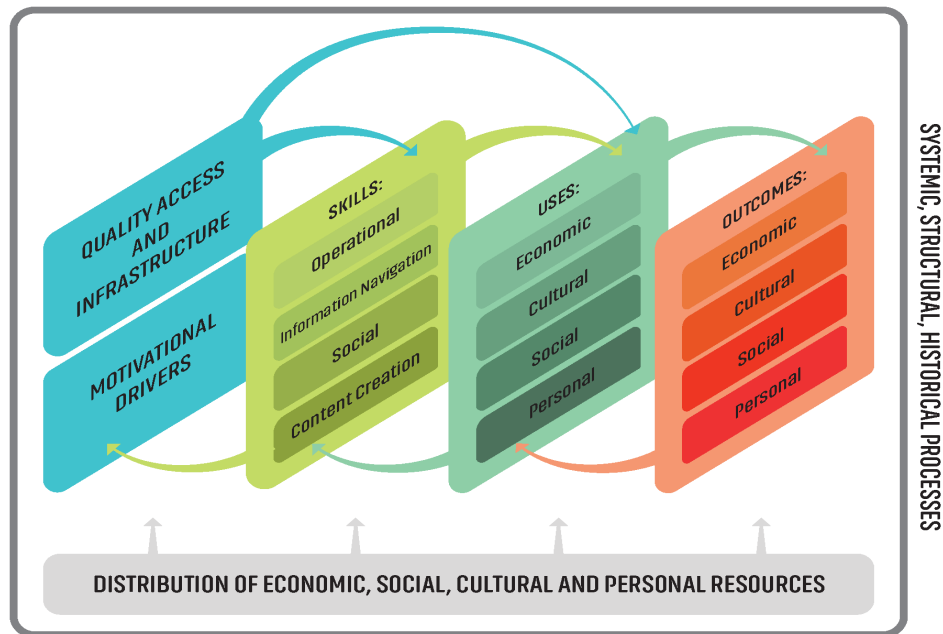 QUALITY ACCESS
AND
INFRASTRUCTURE
MOTIVATIONAL
DRIVERS
SKILLS:
Operational
Information Navigation
Social
Content Creation
USES:
Economic
Cultural
Social
Personal
OUTCOMES:
Economic
Cultural
Social
Personal
SYSTEMIC, STRUCTURAL, HISTORICAL PROCESSES
DISTRIBUTION OF ECONOMIC, SOCIAL, CULTURAL AND PERSONAL RESOURCES